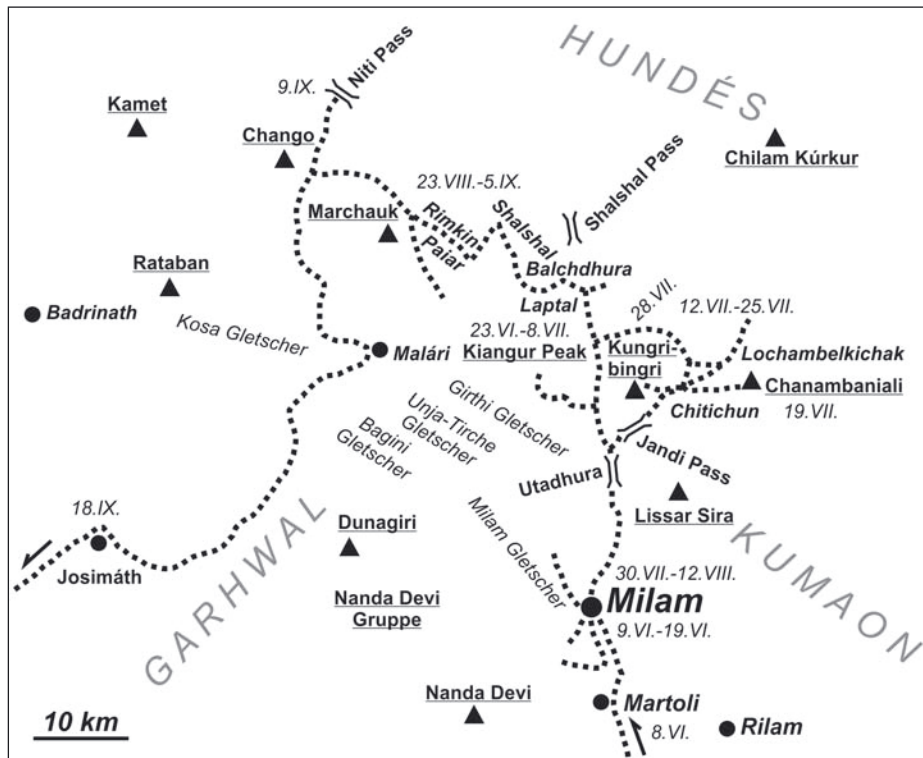 HUNDÉS
Niti Pass
9.IX.
Kamet
Chango
Chilam Kúrkur
23.VIII.-5.IX.
Shalshal Pass
Marchauk
Rimkin
Paiar
Shalshal
Rataban
Balchdhura
Badrinath
Laptal
28.VII.
12.VII.-25.VII.
Kosa Gletscher
Malári
23.VI.-8.VII.
Kiangur Peak
Kungri-
bingri
Lochambelkichak
Chanambaniali
Chitichun
19.VII.
Girthi Gletscher
Unja-Tirche
Gletscher
Bagini
Gletscher
Jandi Pass
Utadhura
Lissar Sira
18.IX.
Josimáth
GARHWAL
Dunagiri
Milam Gletscher
KUMAON
30.VII.-12.VIII.
Milam
9.VI.-19.VI.
Nanda Devi
Gruppe
Nanda Devi
Martoli
8.VI.
Rilam
10 km